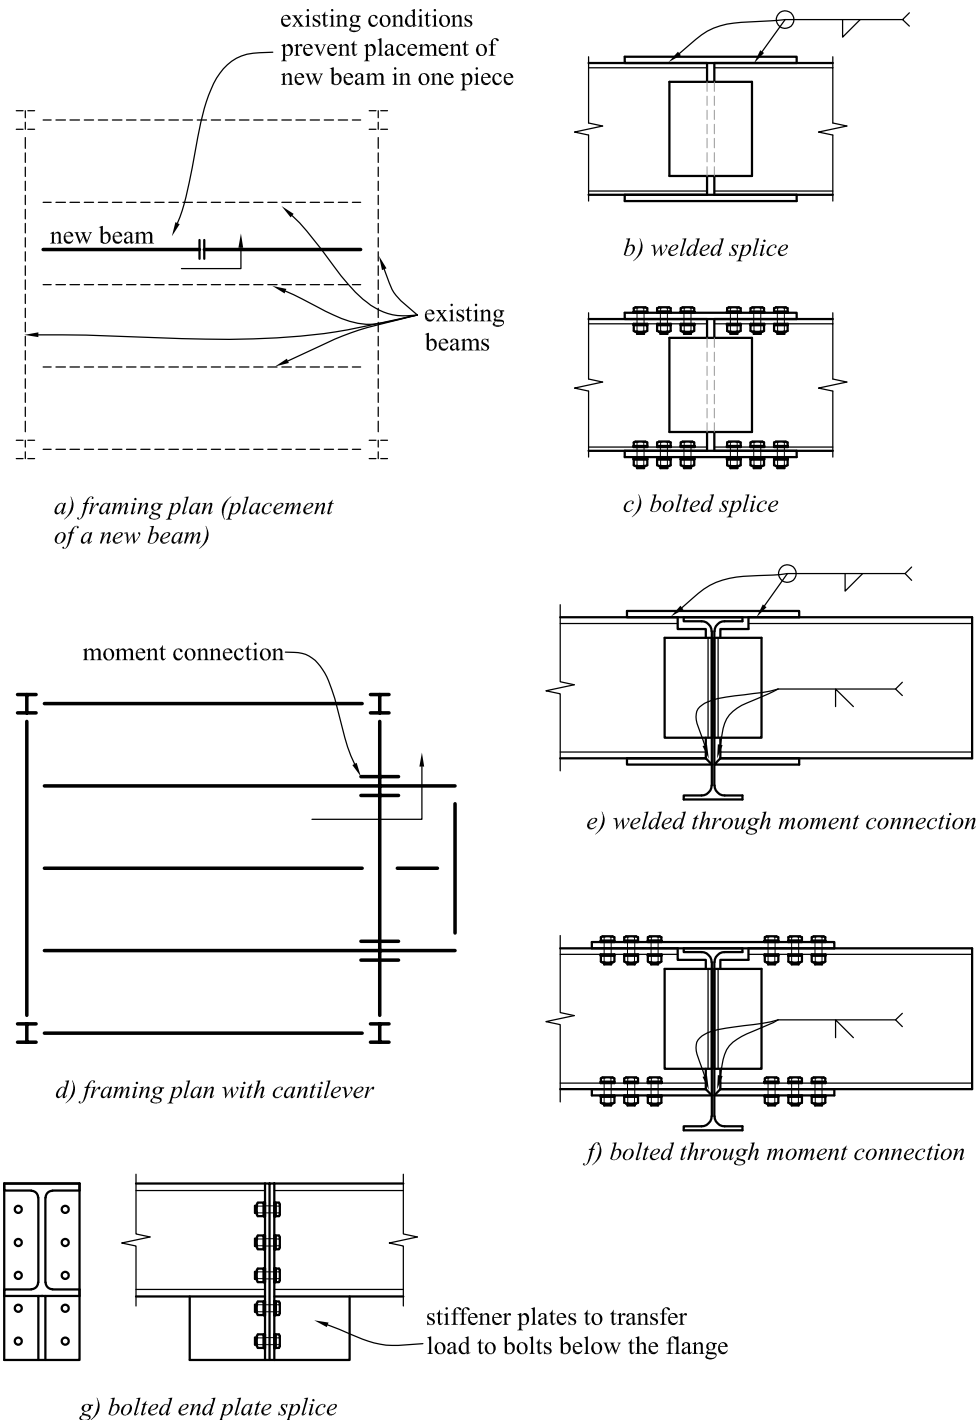 existing conditions
prevent placement of
new beam in one piece
new beam
existing
beams
a) framing plan (placement
of a new beam)
b) welded splice
c) bolted splice
moment connection
d) framing plan with cantilever
e) welded through moment connection
f) bolted through moment connection
stiffener plates to transfer
load to bolts below the flange
g) bolted end plate splice